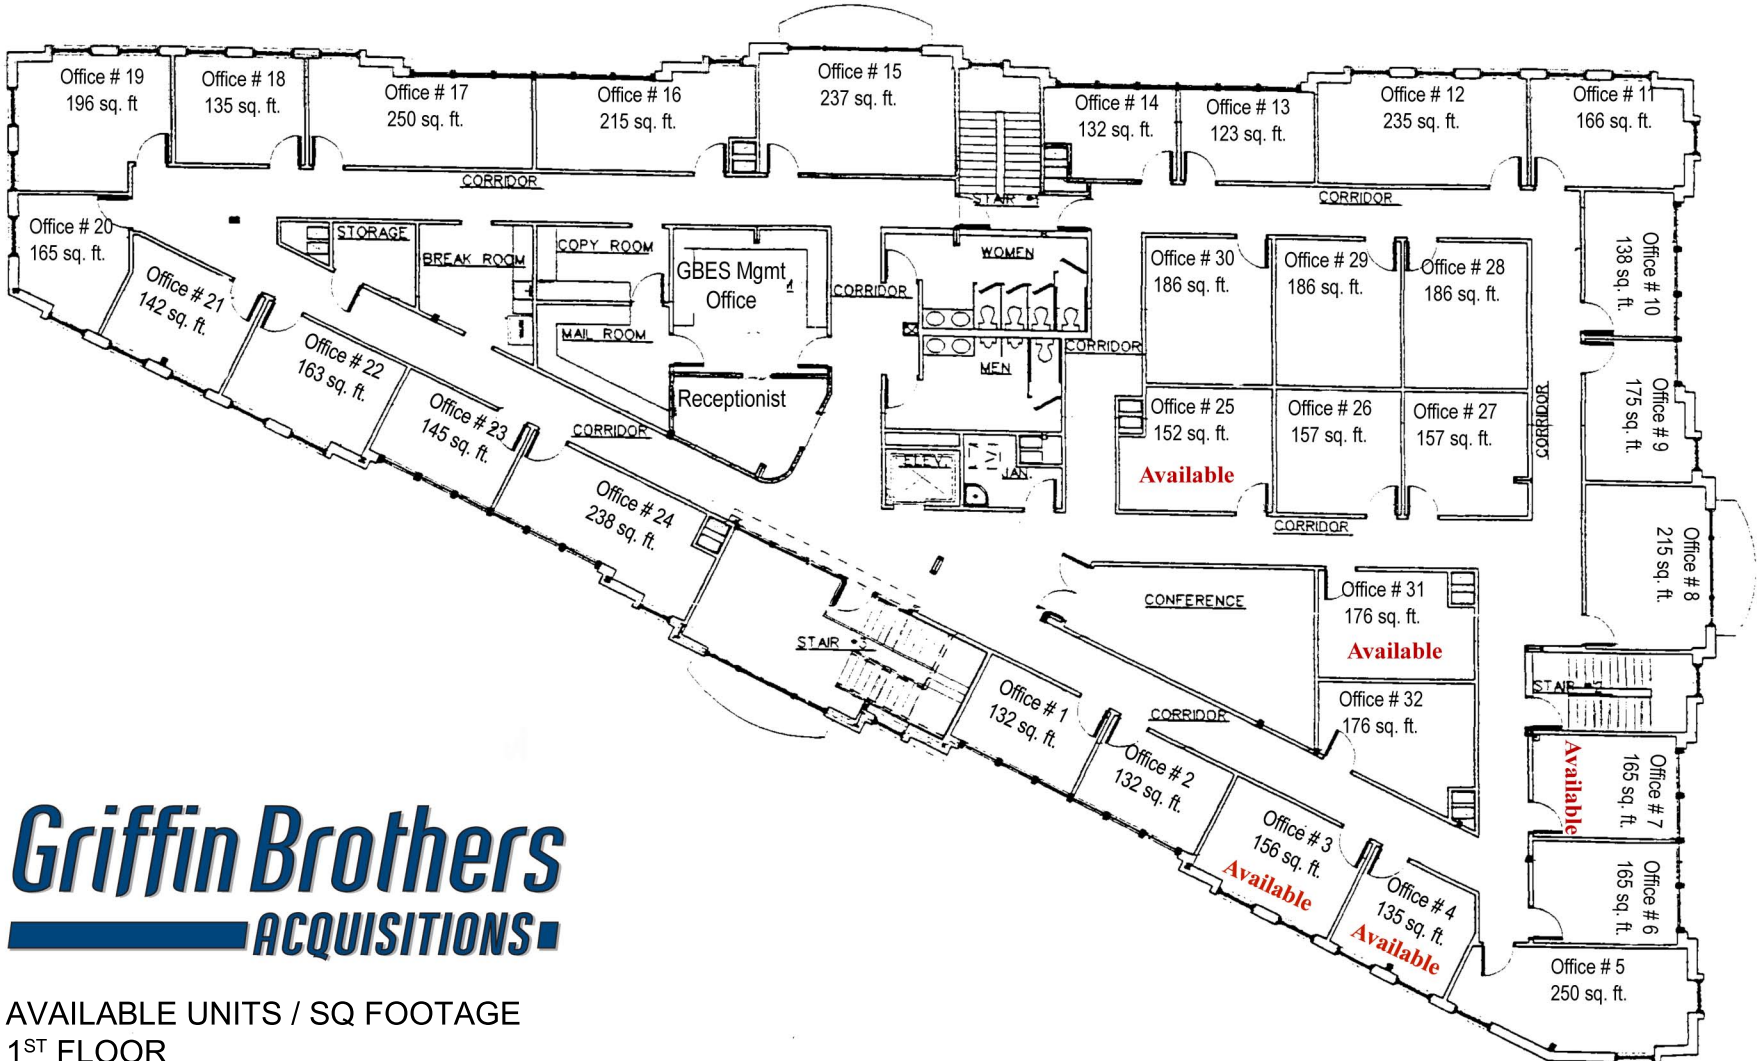 Office # 19
196 sq. ft
Office # 18
135 sq. ft.
Office # 17
250 sq. ft.
Office # 16
215 sq. ft.
Office # 15
237 sq. ft.
Office # 14
132 sq. ft.
Office # 13
123 sq. ft.
Office # 12
235 sq. ft.
Office # 11
166 sq. ft.
CORRIDOR
STAIR
CORRIDOR
Office # 20
165 sq. ft.
Office # 21
142 sq. ft.
STORAGE
BREAK ROOM
COPY ROOM
MAIL ROOM
GBES Mgmt
Office
Receptionist
CORRIDOR
WOMEN
MEN
CORRIDOR
Office # 30
186 sq. ft.
Office # 29
186 sq. ft.
Office # 28
186 sq. ft.
Office # 10
138 sq. ft.
Office # 22
163 sq. ft.
Office # 23
145 sq. ft.
CORRIDOR
Office # 24
238 sq. ft.
ELEV.
JAN
Office # 25
152 sq. ft.
Available
Office # 26
157 sq. ft.
Office # 27
157 sq. ft.
CORRIDOR
Office # 9
175 sq. ft.
CORRIDOR
Office # 8
215 sq. ft.
CONFERENCE
Office # 31
176 sq. ft.
Available
STAIR
Office # 32
176 sq. ft.
STAIR
Office # 1
132 sq. ft.
CORRIDOR
Office # 2
132 sq. ft.
Office # 7
165 sq. ft.
Available
Office # 3
156 sq. ft.
Available
Office # 4
135 sq. ft.
Available
Office # 6
165 sq. ft.
Office # 5
250 sq. ft.
Griffin Brothers
ACQUISITIONS
AVAILABLE UNITS / SQ FOOTAGE
1ST FLOOR